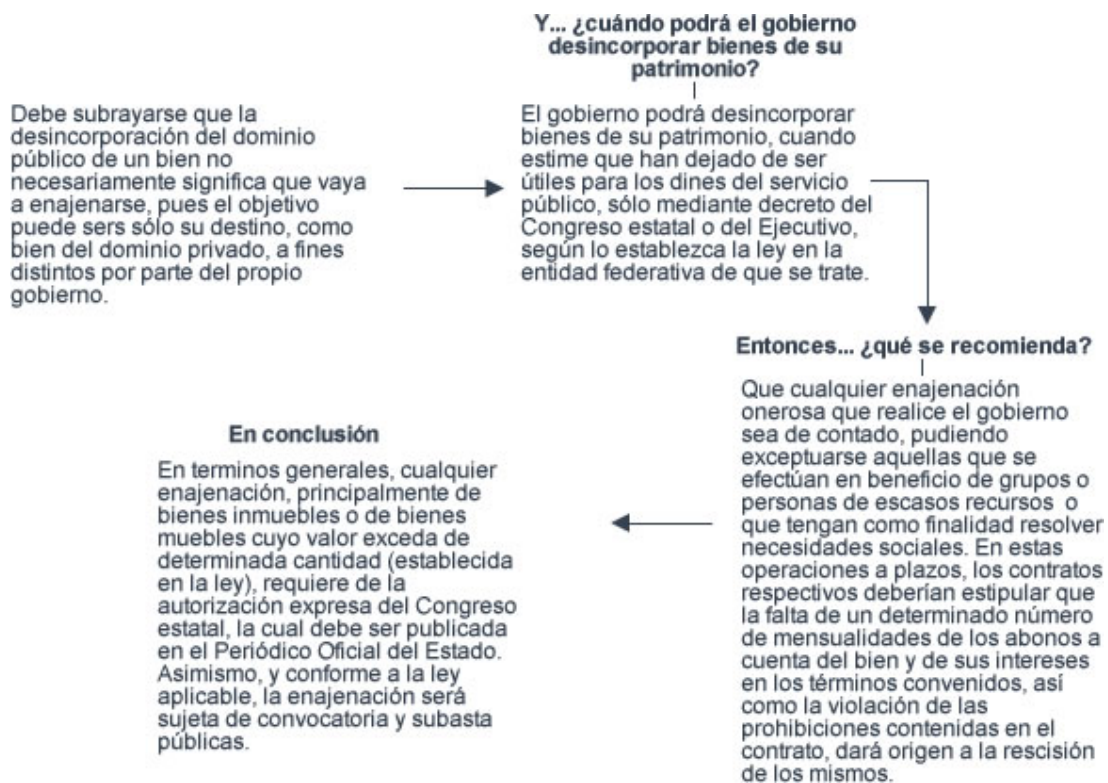 Debe subrayarse que la
desincorporación del dominio
público de un bien no
necesariamente significa que vaya
a enajenarse, pues el objetivo
puede sers sólo su destino, como
bien del dominio privado, a fines
distintos por parte del propio
gobierno.
Y... ¿cuándo podrá el gobierno
desincorporar bienes de su
patrimonio?
El gobierno podrá desincorporar
bienes de su patrimonio, cuando
estime que han dejado de ser
útiles para los dines del servicio
público, sólo mediante decreto del
Congreso estatal o del Ejecutivo,
según lo establezca la ley en la
entidad federativa de que se trate.
Entonces... ¿qué se recomienda?
Que cualquier enajenación
onerosa que realice el gobierno
sea de contado, pudiendo
exceptuarse aquellas que se
efectúan en beneficio de grupos o
personas de escasos recursos o
que tengan como finalidad resolver
necesidades sociales. En estas
operaciones a plazos, los contratos
respectivos deberían estipular que
la falta de un determinado número
de mensualidades de los abonos a
cuenta del bien y de sus intereses
en los términos convenidos, así
como la violación de las
prohibiciones contenidas en el
contrato, dará origen a la rescisión
de los mismos.
En conclusión
En terminos generales, cualquier
enajenación, principalmente de
bienes inmuebles o de bienes
muebles cuyo valor exceda de
determinada cantidad (establecida
en la ley), requiere de la
autorización expresa del Congreso
estatal, la cual debe ser publicada
en el Periódico Oficial del Estado.
Asimismo, y conforme a la ley
aplicable, la enajenación será
sujeta de convocatoria y subasta
públicas.